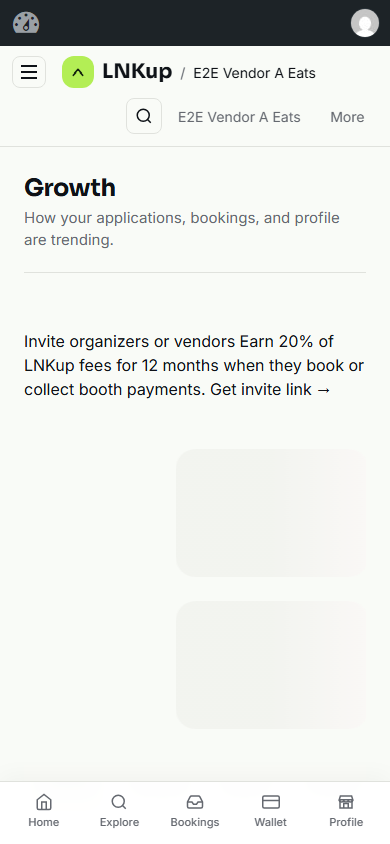 LNKup / E2E Vendor A Eats
E2E Vendor A Eats More
Growth
How your applications, bookings, and profile
are trending.
Invite organizers or vendors Earn 20% of
LNKup fees for 12 months when they book or
collect booth payments. Get invite link →
Home Explore Bookings Wallet Profile